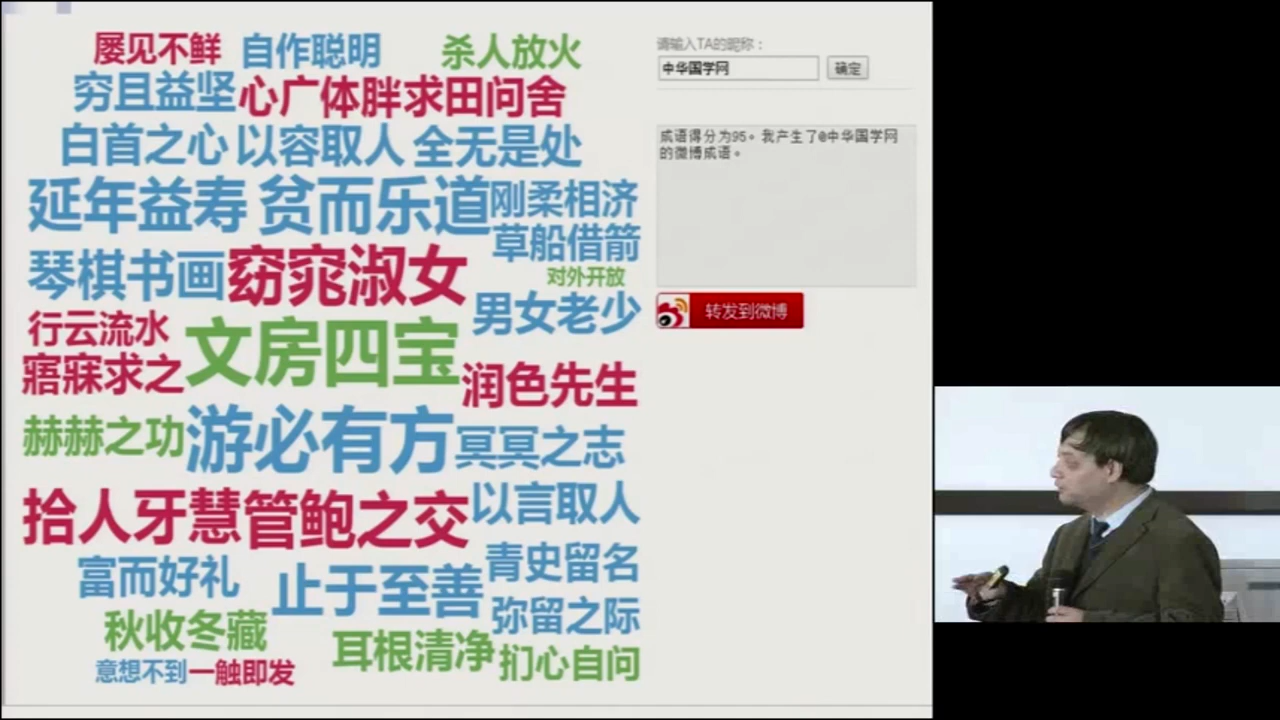 屡见不鲜 自作聪明 杀人放火
穷且益坚 心广体胖 求田问舍
白首之心 以容取人 全无是处
延年益寿 贫而乐道 刚柔相济
草船借箭
琴棋书画 窈窕淑女 对外开放
男女老少
行云流水 文房四宝
寤寐求之 润色先生
赫赫之功 游必有方 冥冥之志
拾人牙慧 管鲍之交 以言取人
富而好礼 止于至善 青史留名
弥留之际
秋收冬藏 耳根清净 扪心自问
意想不到 一触即发
请输入TA的昵称：
中华国学网 确定
成语得分为95。我产生了@中华国学网
的微博成语。
转发到微博